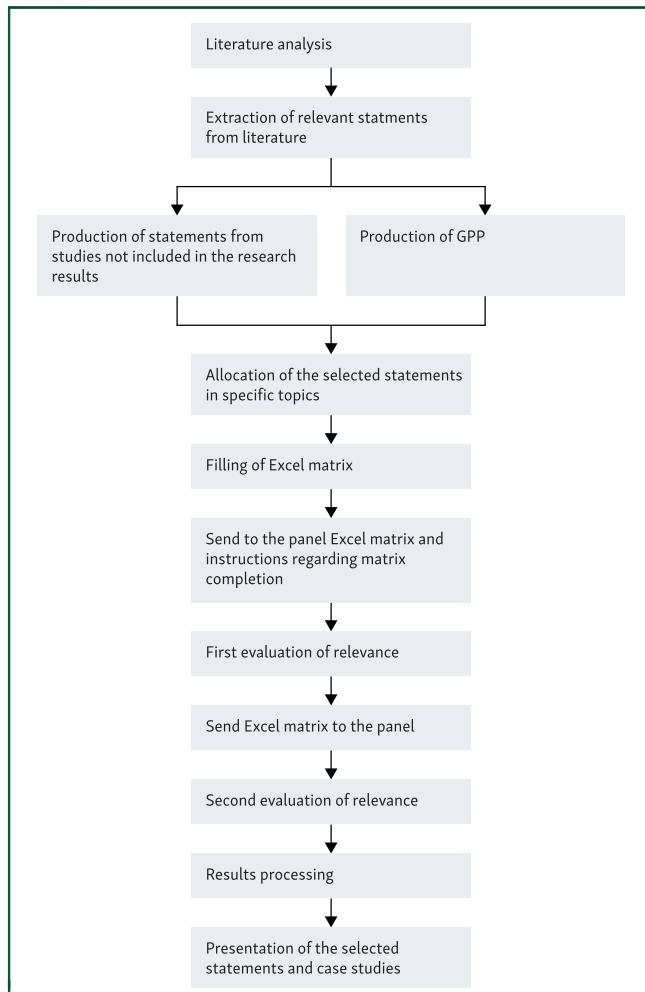 Literature analysis
Extraction of relevant statments
from literature
Production of statements from
studies not included in the research
results
Production of GPP
Allocation of the selected statements
in specific topics
Filling of Excel matrix
Send to the panel Excel matrix and
instructions regarding matrix
completion
First evaluation of relevance
Send Excel matrix to the panel
Second evaluation of relevance
Results processing
Presentation of the selected
statements and case studies